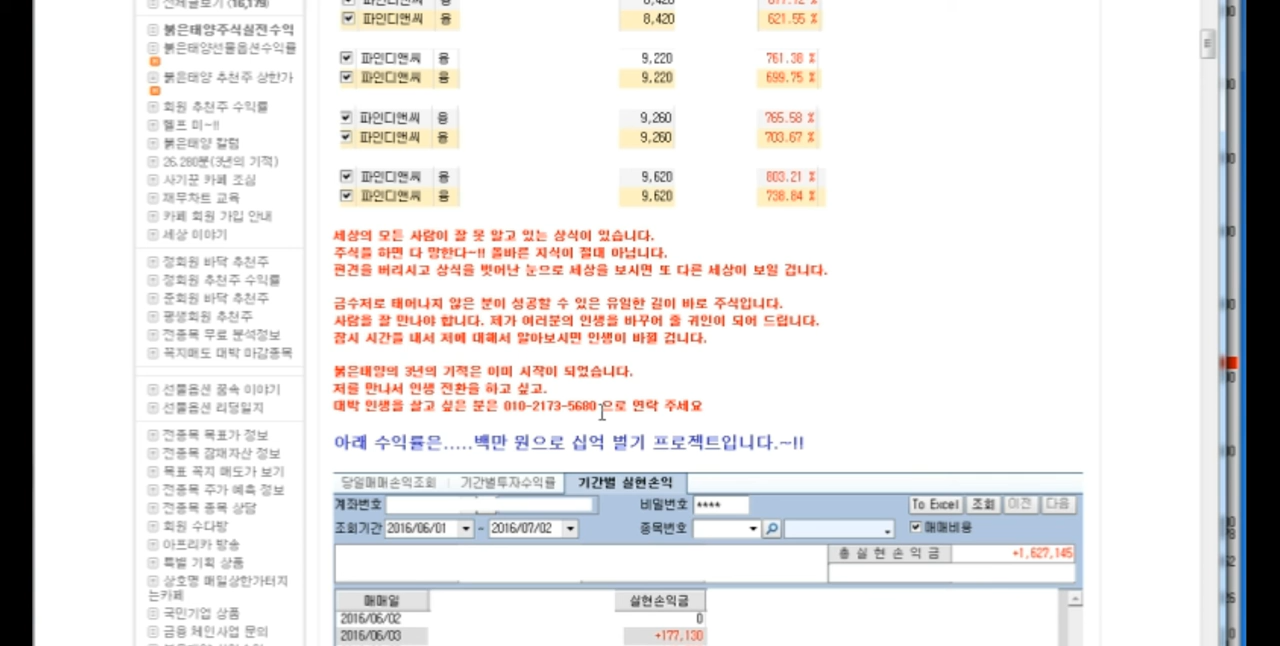 전체글보기 (16,179)
붉은태양주식실전수익
붉은태양선물옵션수익률
붉은태양 추천주 상한가
회원 추천주 수익률
헬프 미~!!
붉은태양 칼럼
26.280분(3년의 기적)
사기꾼 카페 조심
재무차트 교육
카페 회원 가입 안내
세상 이야기
정회원 바닥 추천주
정회원 추천주 수익률
준회원 바닥 추천주
평생회원 추천주
전종목 무료 분석정보
꼭지매도 대박 마감종목
선물옵션 꿈속 이야기
선물옵션 리딩일지
전종목 목표가 정보
전종목 잠재자산 정보
목표 꼭지 매도가 보기
전종목 주가 예측 정보
전종목 종목 상담
회원 수다방
아프리카 방송
특별 기획 상품
상호명 매일상한가터지
는카페
국민기업 상품
금융 체인사업 문의
8,420 677.12 %
8,420 621.55 %
파인디앤씨 융 9,220 761.38 %
파인디앤씨 융 9,220 699.75 %
파인디앤씨 융 9,260 765.58 %
파인디앤씨 융 9,260 703.67 %
파인디앤씨 융 9,620 803.21 %
파인디앤씨 융 9,620 738.84 %
세상의 모든 사람이 잘 못 알고 있는 상식이 있습니다.
주식을 하면 다 망한다~!! 올바른 지식이 절대 아닙니다.
편견을 버리시고 상식을 벗어난 눈으로 세상을 보시면 또 다른 세상이 보일 겁니다.
금수저로 태어나지 않은 분이 성공할 수 있은 유일한 길이 바로 주식입니다.
사람을 잘 만나야 합니다. 제가 여러분의 인생을 바꾸어 줄 귀인이 되어 드립니다.
잠시 시간을 내서 저에 대해서 알아보시면 인생이 바뀔 겁니다.
붉은태양의 3년의 기적은 이미 시작이 되었습니다.
저를 만나서 인생 전환을 하고 싶고.
대박 인생을 살고 싶은 분은 010-2173-5680으로 연락 주세요
아래 수익률은.....백만 원으로 십억 벌기 프로젝트입니다.~!!
당일매매손익조회 기간별투자수익률 기간별 실현손익
계좌번호 비밀번호 **** To Excel 조회 이전 다음
조회기간 2016/06/01 ~ 2016/07/02 종목번호 매매비용
총 실 현 손 익 금 +1,627,145
매매일 실현손익금
2016/06/02 0
2016/06/03 +177,130